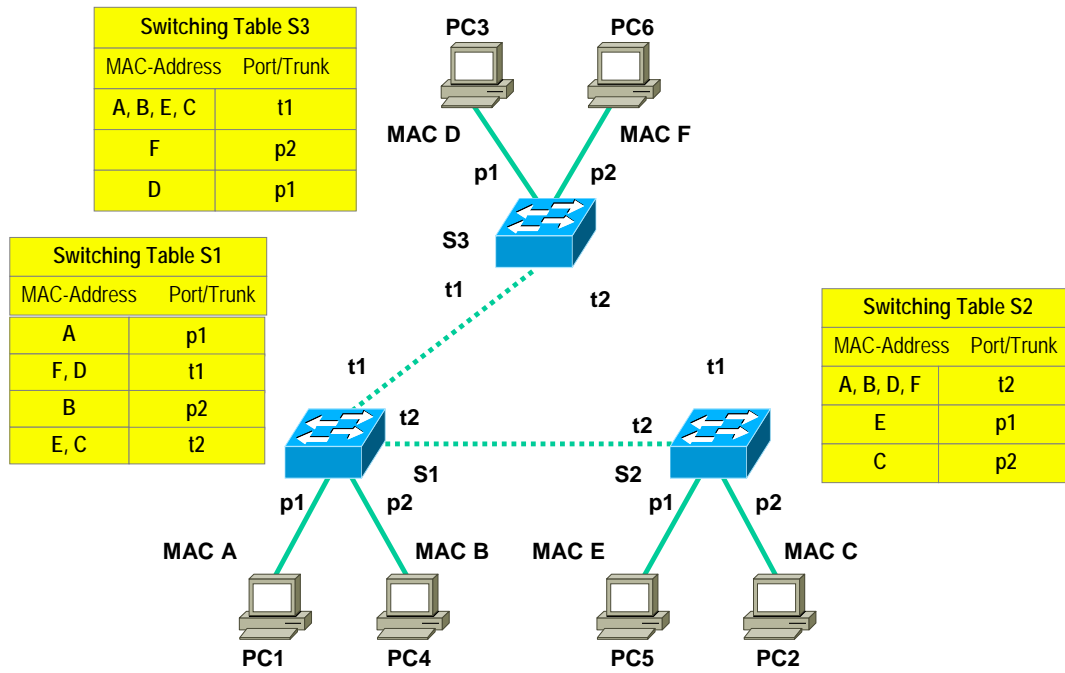 Switching Table S3
MAC-Address Port/Trunk
A, B, E, C t1
F p2
D p1
PC3 PC6
MAC D MAC F
p1 p2
S3
t1 t2
Switching Table S1
MAC-Address Port/Trunk
A p1
F, D t1
B p2
E, C t2
Switching Table S2
MAC-Address Port/Trunk
A, B, D, F t2
E p1
C p2
t1 t1
t2 t2
S1 S2
p1 p2 p1 p2
MAC A MAC B MAC E MAC C
PC1 PC4 PC5 PC2